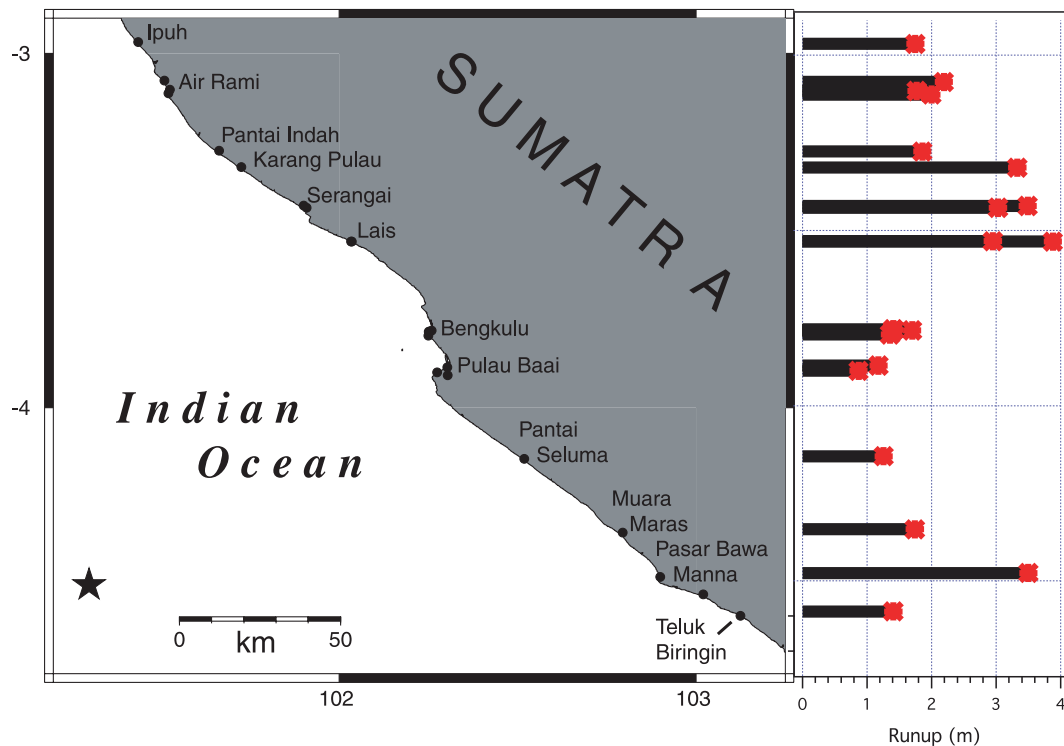 -3
Ipuh
Air Rami
Pantai Indah
Karang Pulau
Serangai
Lais
SUMATRA
Bengkulu
Pulau Baai
-4
Indian
Ocean
Pantai
Seluma
Muara
Maras
Pasar Bawa
Manna
Teluk
Biringin
0 50
km
102 103
0 1 2 3 4
Runup (m)